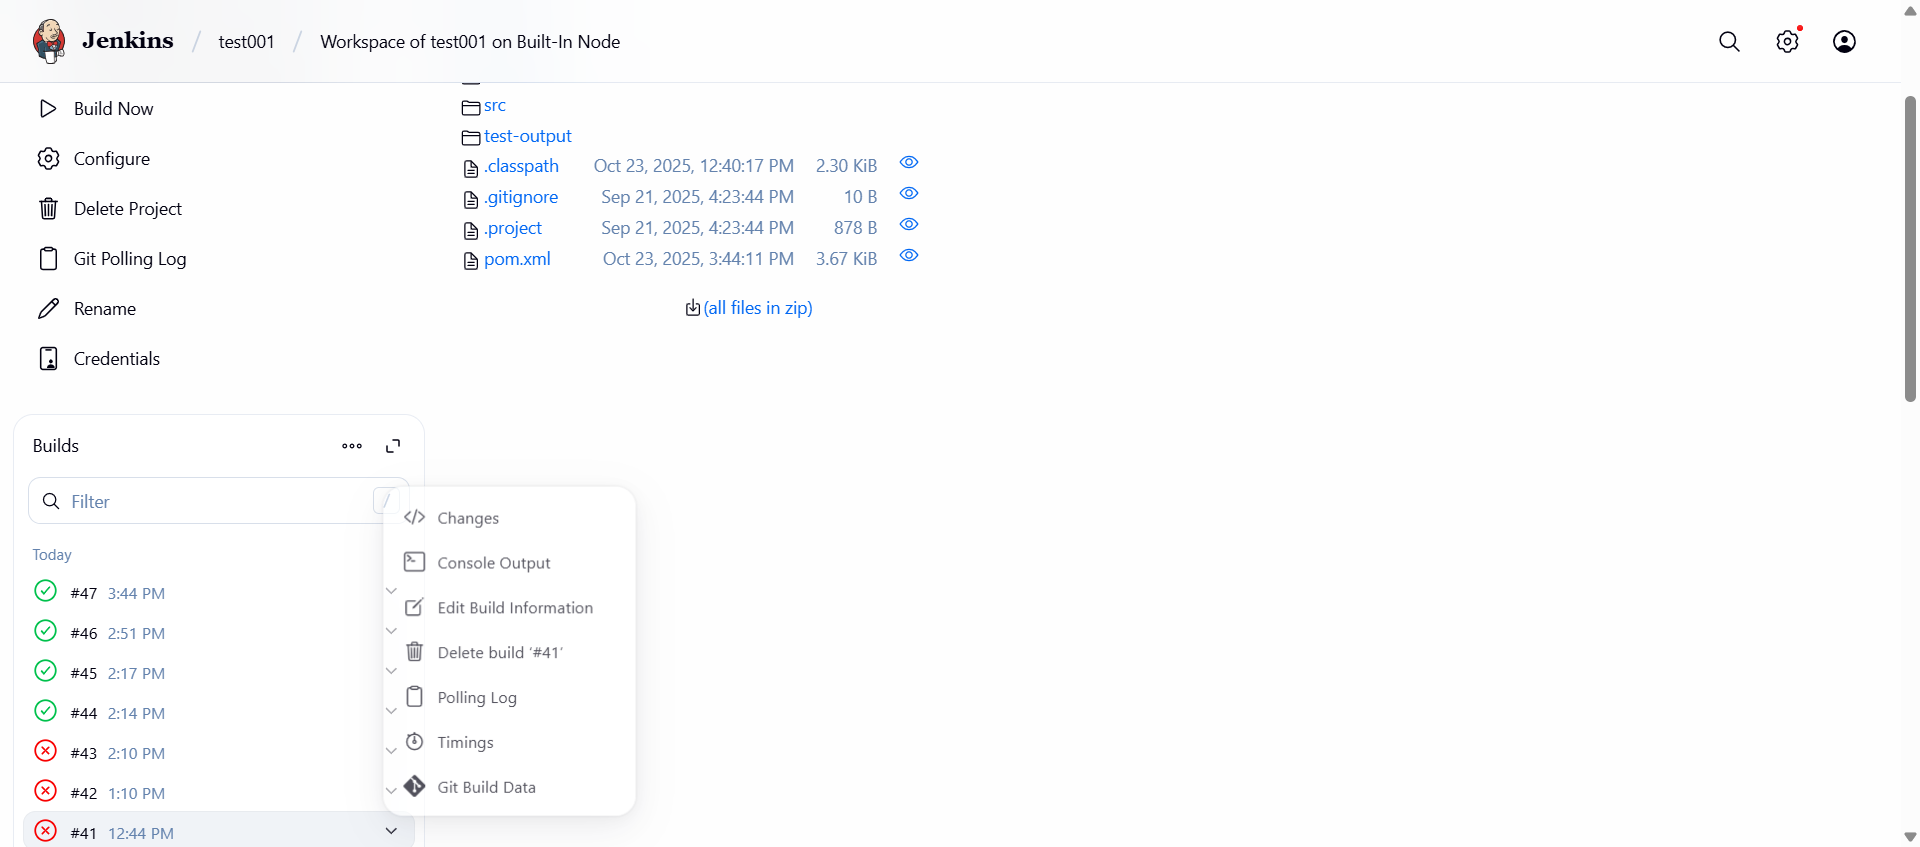 Jenkins / test001 / Workspace of test001 on Built-In Node
Build Now
Configure
Delete Project
Git Polling Log
Rename
Credentials
src
test-output
.classpath Oct 23, 2025, 12:40:17 PM 2.30 KiB
.gitignore Sep 21, 2025, 4:23:44 PM 10 B
.project Sep 21, 2025, 4:23:44 PM 878 B
pom.xml Oct 23, 2025, 3:44:11 PM 3.67 KiB
(all files in zip)
Builds
Filter /
Today
#47 3:44 PM
#46 2:51 PM
#45 2:17 PM
#44 2:14 PM
#43 2:10 PM
#42 1:10 PM
#41 12:44 PM
Changes
Console Output
Edit Build Information
Delete build ‘#41’
Polling Log
Timings
Git Build Data